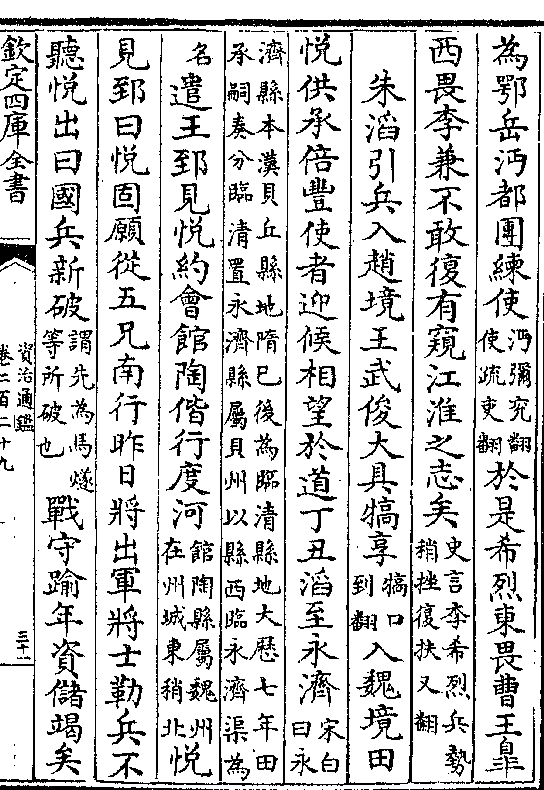 為鄂岳沔都團練使沔彌兖翻使疏吏翻於是希烈東畏曹王皐
西畏李兼不敢復有窺江淮之志矣史言李希烈兵勢稍挫復扶又翻
朱滔引兵入趙境王武俊大具犒享犒口到翻入魏境田
悦供承倍豐使者迎候相望於道丁丑滔至永濟宋白曰永
濟縣本漢貝丘縣地隋已後為臨清縣地大厯七年田承嗣奏分臨清置永濟縣屬貝州以縣西臨永濟渠為
名遣王郅見悦約會館陶偕行度河館陶縣屬魏州在州城東稍北悦
見郅曰悦固願從五兄南行昨日將出軍將士勒兵不
聽悦出曰國兵新破謂先為馬燧等所破也戰守踰年資儲竭矣
欽定四庫全書
資治通鑑
卷二百二十九
三十一